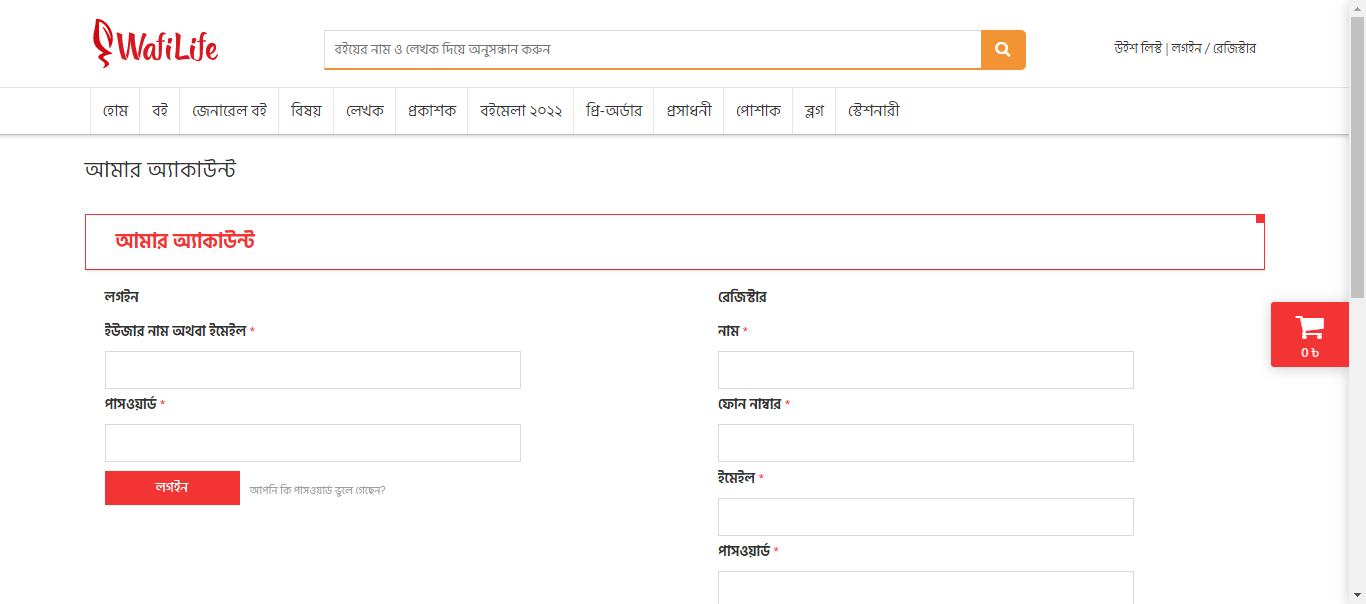 WafiLife
বইয়ের নাম ও লেখক দিয়ে অনুসন্ধান করুন
উইশ লিস্ট | লগইন / রেজিস্টার
হোম বই জেনারেল বই বিষয় লেখক প্রকাশক বইমেলা ২০২২ প্রি-অর্ডার প্রসাধনী পোশাক ব্লগ স্টেশনারী
আমার অ্যাকাউন্ট
আমার অ্যাকাউন্ট
লগইন
ইউজার নাম অথবা ইমেইল *
পাসওয়ার্ড *
লগইন আপনি কি পাসওয়ার্ড ভুলে গেছেন?
রেজিস্টার
নাম *
ফোন নাম্বার *
ইমেইল *
পাসওয়ার্ড *
0 ৳